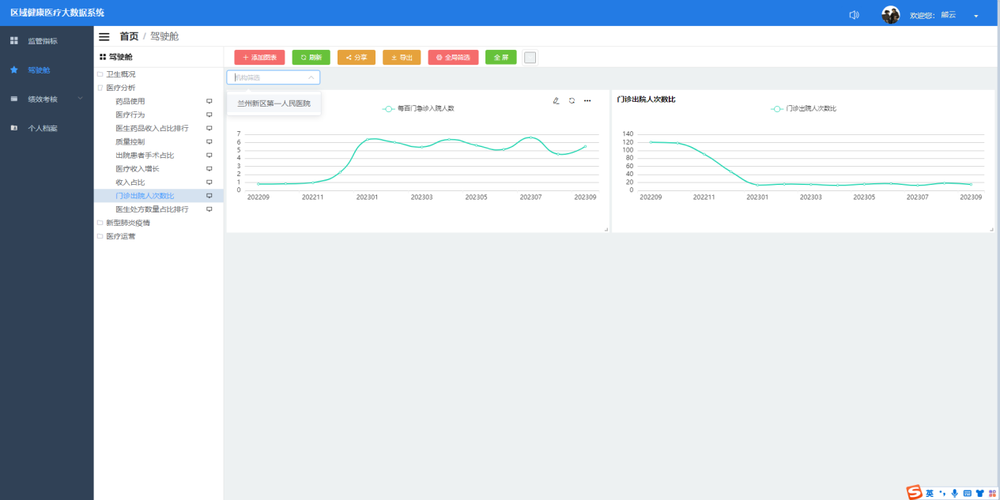 区域健康医疗大数据系统
欢迎您: 熊云
监管指标
驾驶舱
绩效考核
个人档案
首页 / 驾驶舱
驾驶舱
卫生概况
医疗分析
药品使用
医疗行为
医生药品收入占比排行
质量控制
出院患者手术占比
医疗收入增长
收入占比
门诊出院人次数比
医生处方数量占比排行
新型肺炎疫情
医疗运营
添加图表 刷新 分享 导出 全局筛选 全屏
机构筛选
兰州新区第一人民医院
每百门急诊入院人数
7
6
5
4
3
2
1
0
202209 202211 202301 202303 202305 202307 202309
门诊出院人次数比
门诊出院人次数比
140
120
100
80
60
40
20
0
202209 202211 202301 202303 202305 202307 202309
英